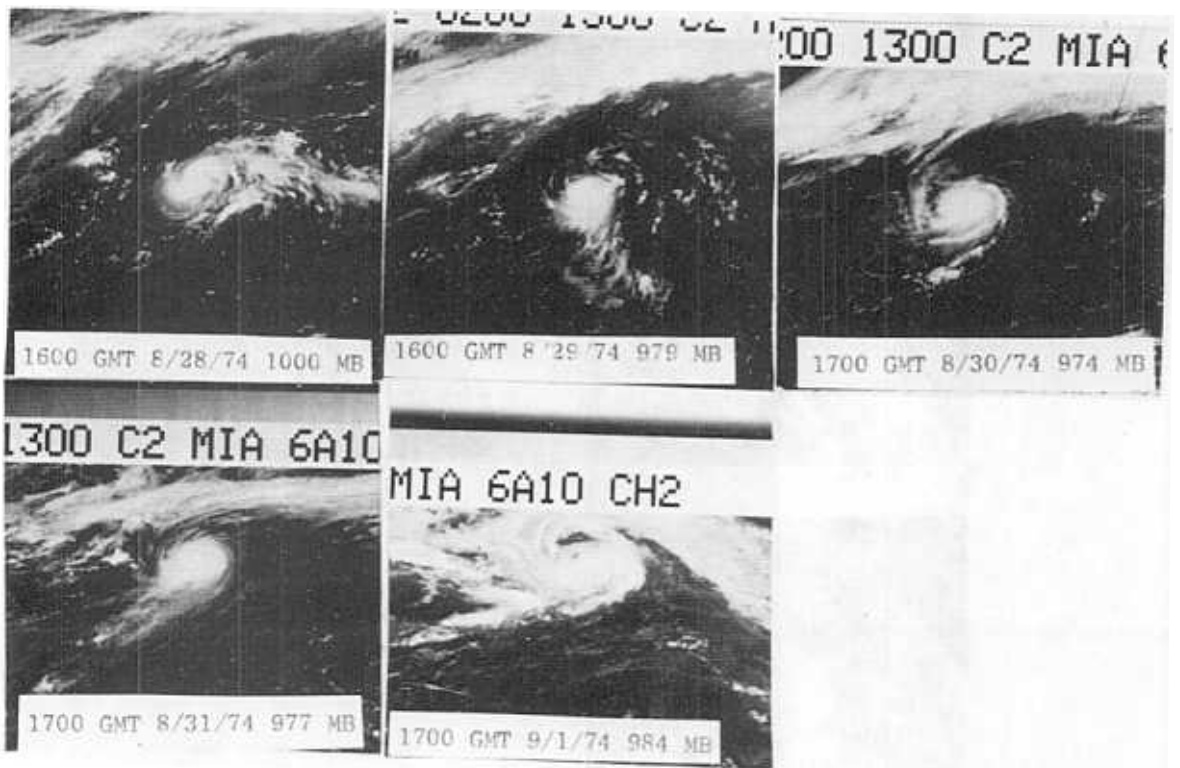 1300 C2
:00 1300 C2 MIA 6
1600 GMT 8/28/74 1000 MB
1600 GMT 8/29/74 979 MB
1700 GMT 8/30/74 974 MB
1300 C2 MIA 6A10
MIA 6A10 CH2
1700 GMT 8/31/74 977 MB
1700 GMT 9/1/74 984 MB